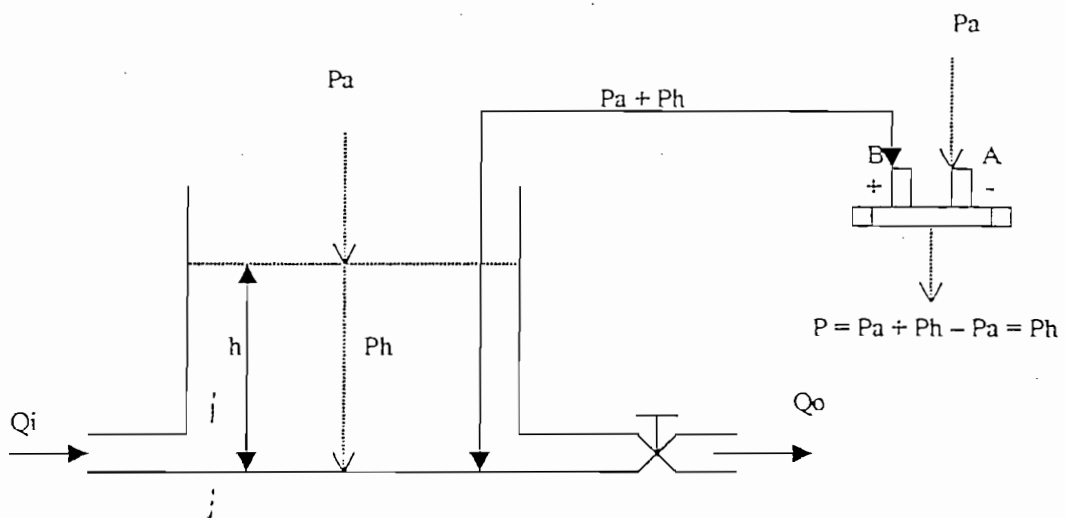 Pa
Pa
Pa + Ph
B
A
+
-
P = Pa + Ph – Pa = Ph
h
Ph
Qi
Qo